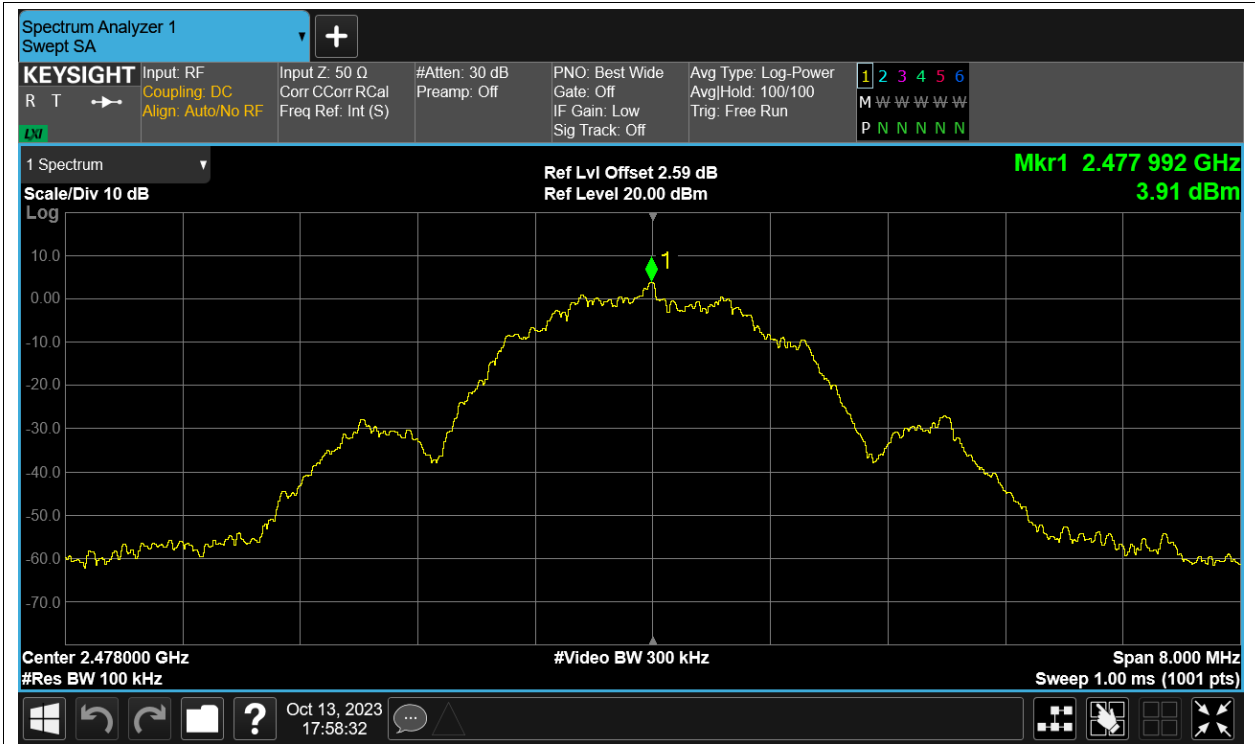 Spectrum Analyzer 1
Swept SA
KEYSIGHT Input: RF Input Z: 50 Ω #Atten: 30 dB PNO: Best Wide Avg Type: Log-Power 1 2 3 4 5 6
R T Coupling: DC Corr CCorr RCal Preamp: Off Gate: Off Avg|Hold: 100/100 M W W W W W
Align: Auto/No RF Freq Ref: Int (S) IF Gain: Low Trig: Free Run
LXI Sig Track: Off P N N N N N
1 Spectrum Ref Lvl Offset 2.59 dB Mkr1 2.477 992 GHz
Scale/Div 10 dB Ref Level 20.00 dBm 3.91 dBm
Log
10.0
1
0.00
-10.0
-20.0
-30.0
-40.0
-50.0
-60.0
-70.0
Center 2.478000 GHz #Video BW 300 kHz Span 8.000 MHz
#Res BW 100 kHz Sweep 1.00 ms (1001 pts)
? Oct 13, 2023
17:58:32